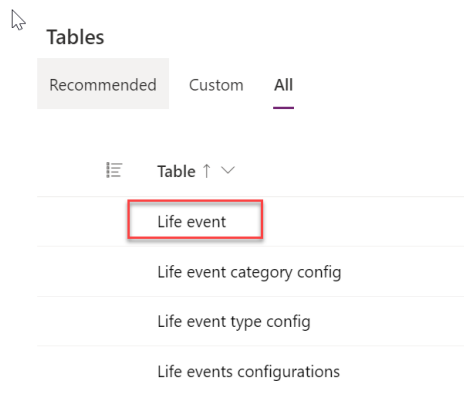 Tables
Recommended Custom All
Table ↑
Life event
Life event category config
Life event type config
Life events configurations